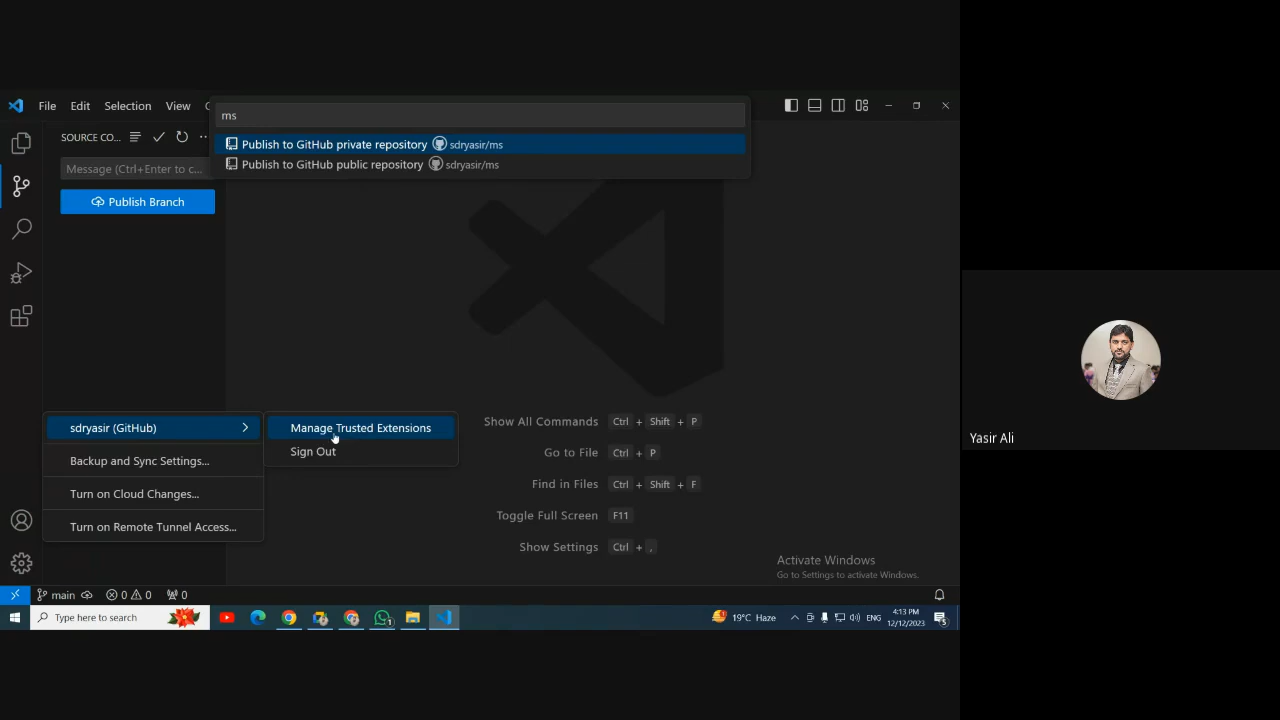 File Edit Selection View
ms
SOURCE CO...
Publish to GitHub private repository sdryasir/ms
Publish to GitHub public repository sdryasir/ms
Message (Ctrl+Enter to c...
Publish Branch
sdryasir (GitHub)
Manage Trusted Extensions
Sign Out
Backup and Sync Settings...
Turn on Cloud Changes...
Turn on Remote Tunnel Access...
Show All Commands Ctrl + Shift + P
Go to File Ctrl + P
Find in Files Ctrl + Shift + F
Toggle Full Screen F11
Show Settings Ctrl + ,
Activate Windows
Go to Settings to activate Windows.
Yasir Ali
main 0 0 0
Type here to search
1
19°C Haze
ENG
4:13 PM
12/12/2023
5